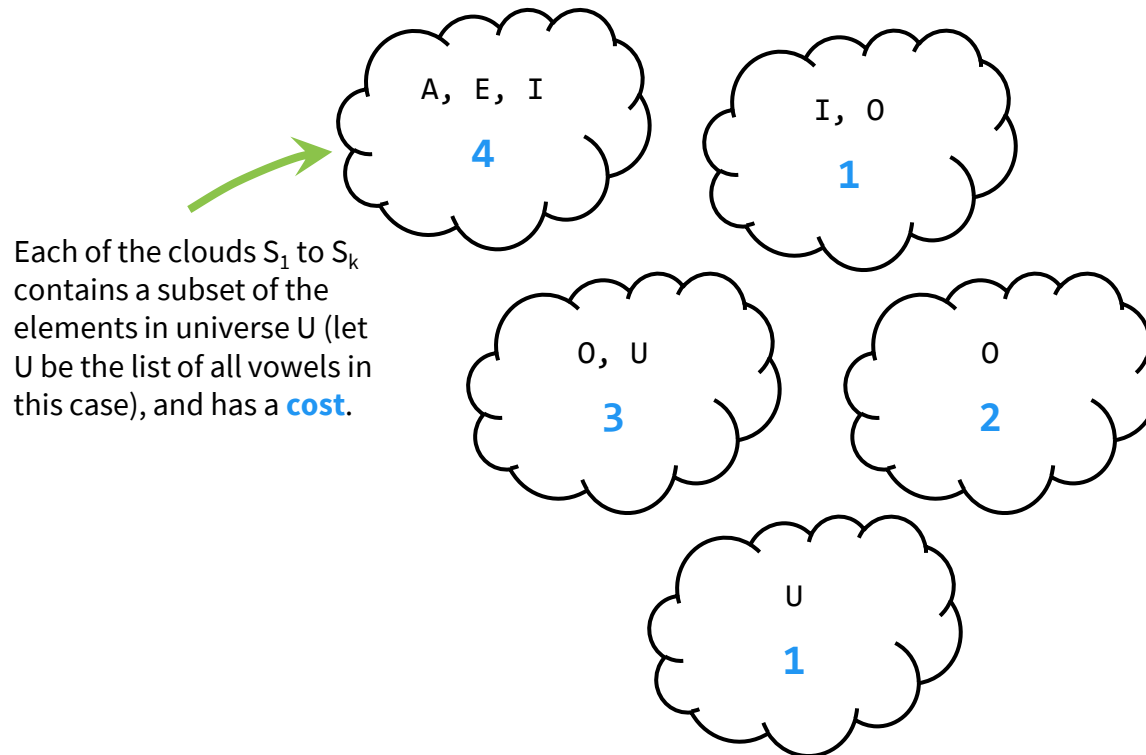 A, E, I
4
I, O
1
Each of the clouds S₁ to Sₖ
contains a subset of the
elements in universe U (let
U be the list of all vowels in
this case), and has a cost.
O, U
3
O
2
U
1